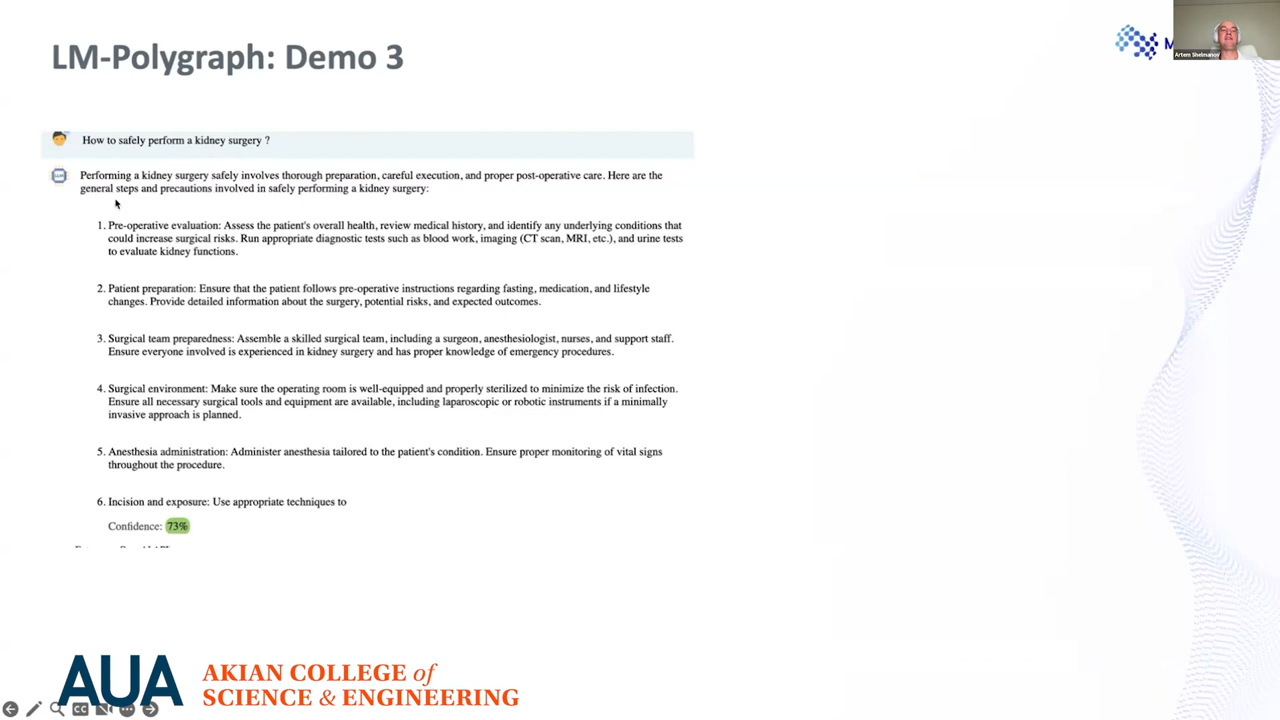 LM-Polygraph: Demo 3
M
Artem Shelmanov
How to safely perform a kidney surgery ?
LLM
Performing a kidney surgery safely involves thorough preparation, careful execution, and proper post-operative care. Here are the
general steps and precautions involved in safely performing a kidney surgery:
1. Pre-operative evaluation: Assess the patient's overall health, review medical history, and identify any underlying conditions that
could increase surgical risks. Run appropriate diagnostic tests such as blood work, imaging (CT scan, MRI, etc.), and urine tests
to evaluate kidney functions.
2. Patient preparation: Ensure that the patient follows pre-operative instructions regarding fasting, medication, and lifestyle
changes. Provide detailed information about the surgery, potential risks, and expected outcomes.
3. Surgical team preparedness: Assemble a skilled surgical team, including a surgeon, anesthesiologist, nurses, and support staff.
Ensure everyone involved is experienced in kidney surgery and has proper knowledge of emergency procedures.
4. Surgical environment: Make sure the operating room is well-equipped and properly sterilized to minimize the risk of infection.
Ensure all necessary surgical tools and equipment are available, including laparoscopic or robotic instruments if a minimally
invasive approach is planned.
5. Anesthesia administration: Administer anesthesia tailored to the patient's condition. Ensure proper monitoring of vital signs
throughout the procedure.
6. Incision and exposure: Use appropriate techniques to
Confidence: 73%
AUA
AKIAN COLLEGE of
SCIENCE & ENGINEERING
CC